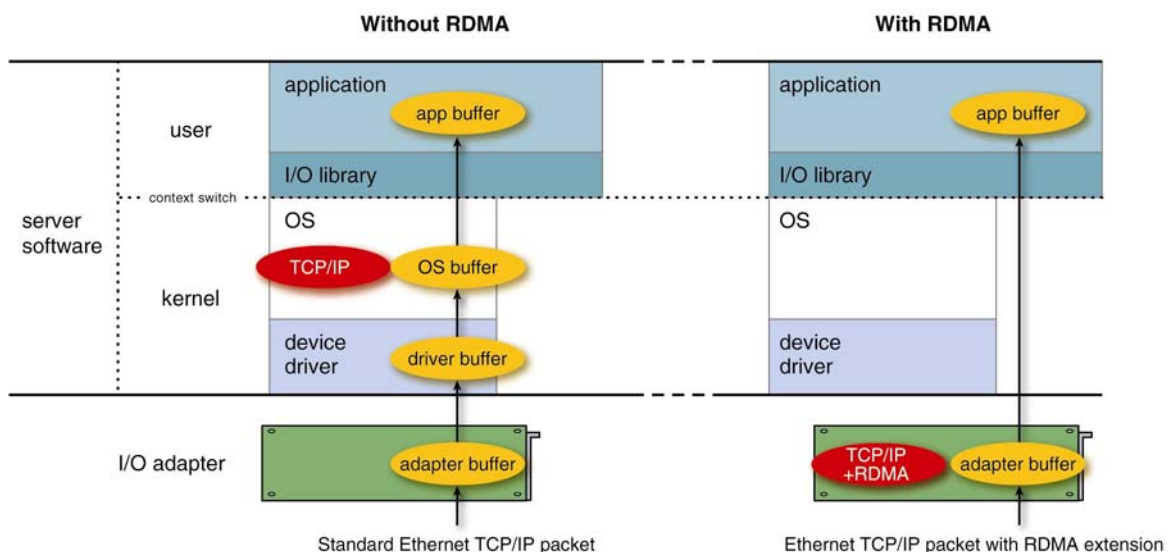 Without RDMA
With RDMA
application
app buffer
application
app buffer
user
I/O library
I/O library
context switch
server
software
OS
OS
TCP/IP
OS buffer
kernel
device
driver
driver buffer
device
driver
I/O adapter
adapter buffer
TCP/IP
+RDMA
adapter buffer
Standard Ethernet TCP/IP packet
Ethernet TCP/IP packet with RDMA extension